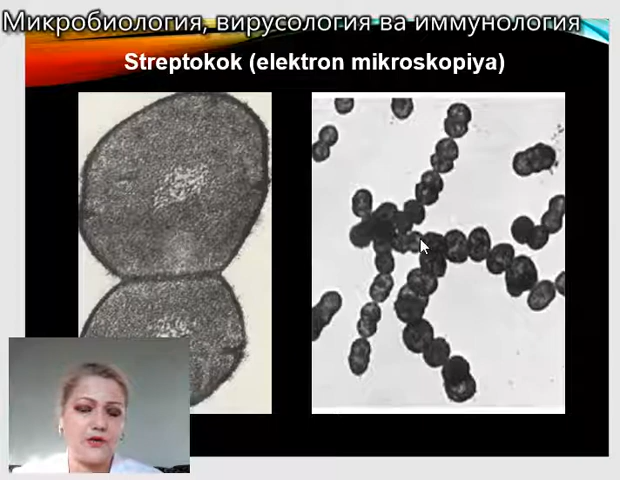 Микробиология, вирусология ва иммунология
Streptokok (elektron mikroskopiya)